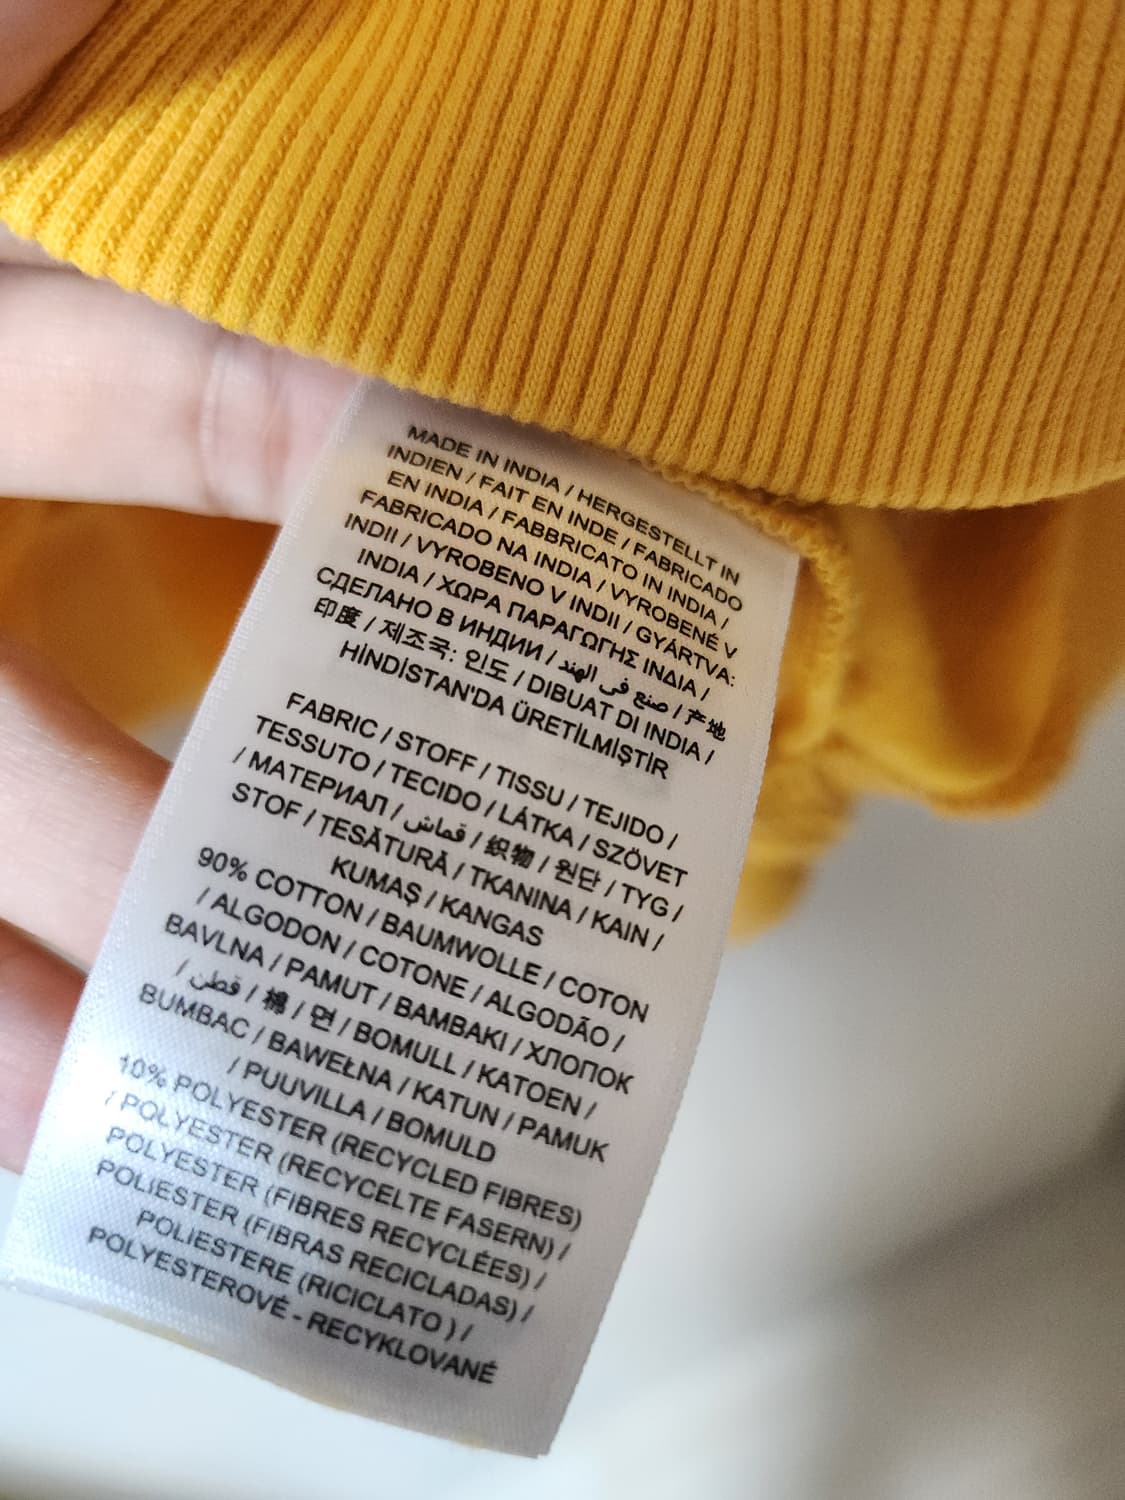 MADE IN INDIA / HERGESTELLT IN
INDIEN / FAIT EN INDE / FABRICADO
EN INDIA / FABBRICATO IN INDIA /
FABRICADO NA INDIA / VYROBENÉ V
INDII / VYROBENO V INDII / GYÁRTVA:
INDIA / ΧΩΡΑ ΠΑΡΑΓΩΓΗΣ ΙΝΔΙΑ /
СДЕЛАНО В ИНДИИ / صنع في الهند / 产地
印度 / 제조국: 인도 / DIBUAT DI INDIA /
HİNDİSTAN'DA ÜRETİLMİŞTİR
FABRIC / STOFF / TISSU / TEJIDO /
TESSUTO / TECIDO / LÁTKA / SZÖVET
/ МАТЕРИАЛ / قماش / 织物 / 원단 / TYG /
STOF / ŢESĂTURĂ / TKANINA / KAIN /
KUMAŞ / KANGAS
90% COTTON / BAUMWOLLE / COTON
/ ALGODON / COTONE / ALGODÃO /
BAVLNA / PAMUT / BAMBAKI / ХЛОПОК
/ قطن / 棉 / 면 / BOMULL / KATOEN /
BUMBAC / BAWEŁNA / KATUN / PAMUK
/ PUUVILLA / BOMULD
10% POLYESTER (RECYCLED FIBRES)
/ POLYESTER (RECYCELTE FASERN) /
POLYESTER (FIBRES RECYCLÉES) /
POLIESTER (FIBRAS RECICLADAS) /
POLIESTERE (RICICLATO ) /
POLYESTEROVÉ - RECYKLOVANÉ